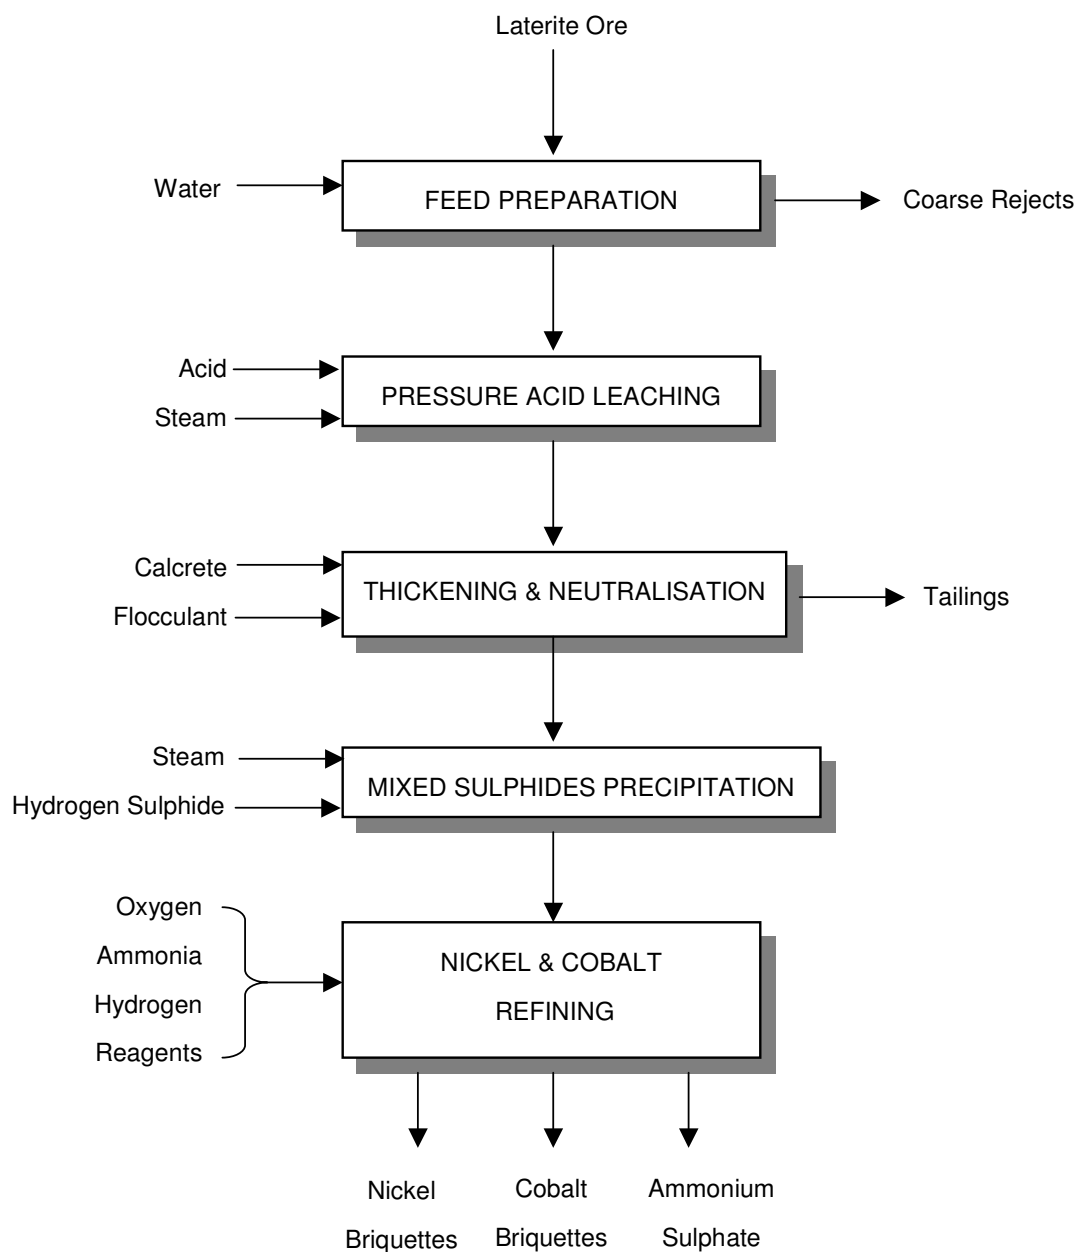 Laterite Ore
Water
FEED PREPARATION
Coarse Rejects
Acid
Steam
PRESSURE ACID LEACHING
Calcrete
Flocculant
THICKENING & NEUTRALISATION
Tailings
Steam
Hydrogen Sulphide
MIXED SULPHIDES PRECIPITATION
Oxygen
Ammonia
Hydrogen
Reagents
NICKEL & COBALT
REFINING
Nickel
Briquettes
Cobalt
Briquettes
Ammonium
Sulphate